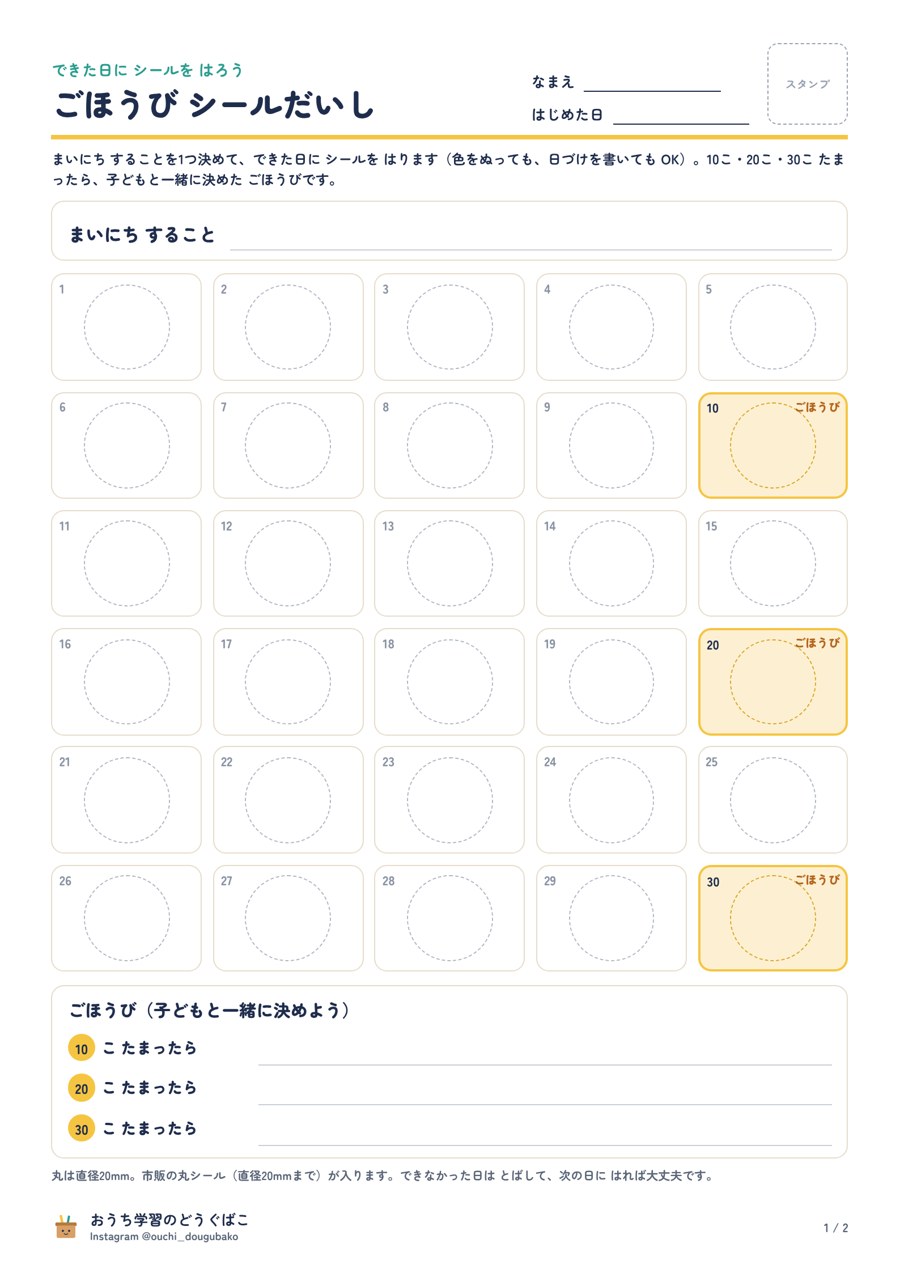 できた日に シールを はろう
ごほうび シールだいし
なまえ
はじめた日
スタンプ
まいにち することを1つ決めて、できた日に シールを はります（色をぬっても、日づけを書いても OK）。10こ・20こ・30こ たま
ったら、子どもと一緒に決めた ごほうびです。
まいにち すること
1
2
3
4
5
6
7
8
9
10 ごほうび
11
12
13
14
15
16
17
18
19
20 ごほうび
21
22
23
24
25
26
27
28
29
30 ごほうび
ごほうび（子どもと一緒に決めよう）
10 こ たまったら
20 こ たまったら
30 こ たまったら
丸は直径20mm。市販の丸シール（直径20mmまで）が入ります。できなかった日は とばして、次の日に はれば大丈夫です。
おうち学習のどうぐばこ
Instagram @ouchi_dougubako
1 / 2